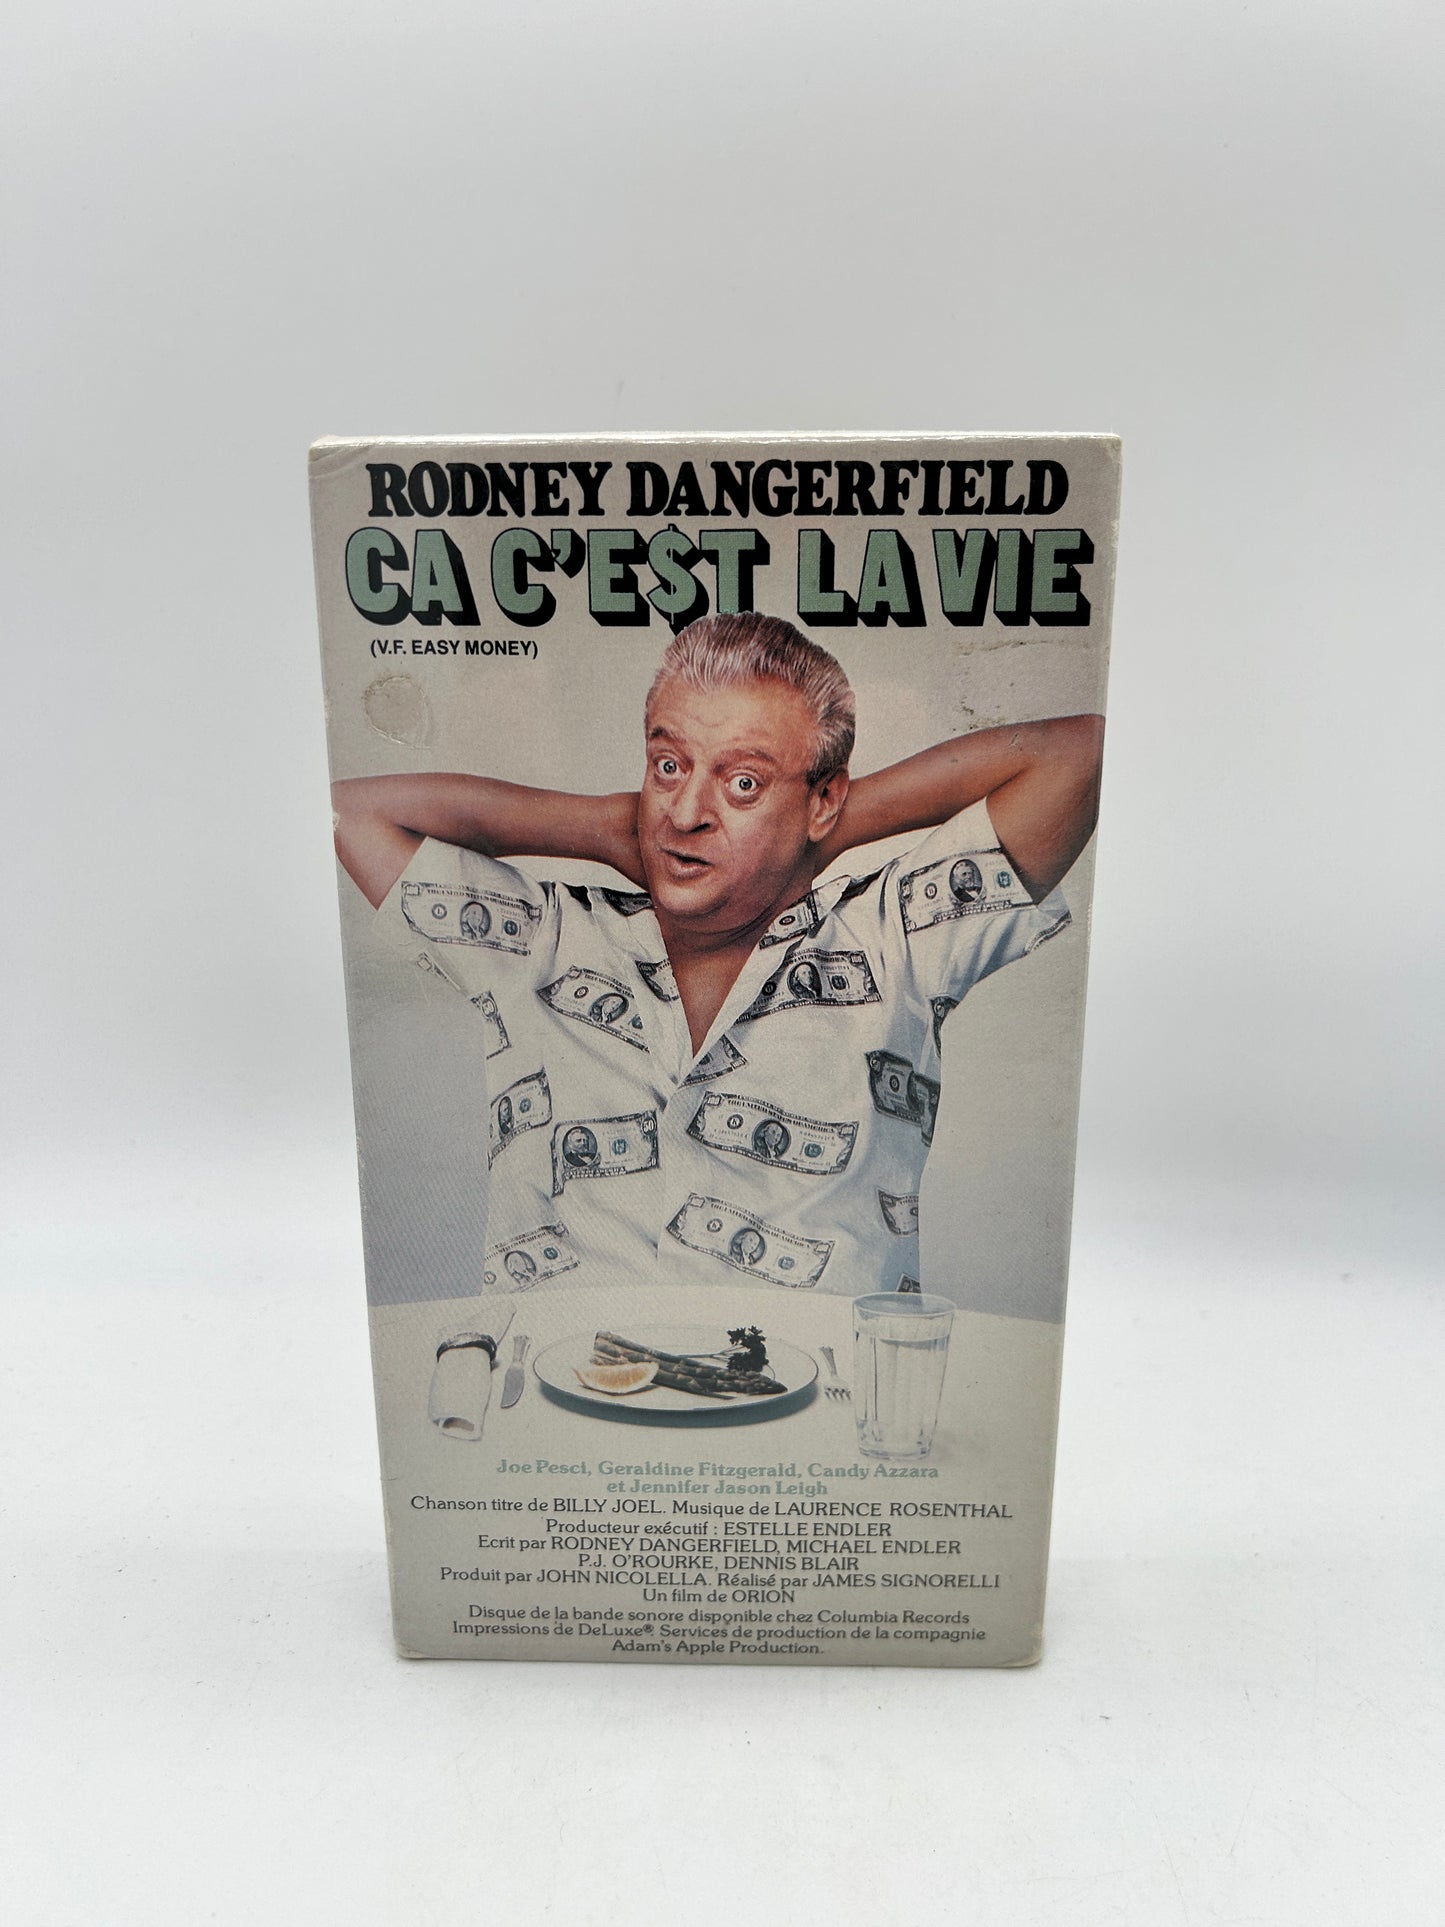 RODNEY DANGERFIELD
CA C'E$T LA VIE
(V.F. EASY MONEY)
Joe Pesci, Geraldine Fitzgerald, Candy Azzara
et Jennifer Jason Leigh
Chanson titre de BILLY JOEL. Musique de LAURENCE ROSENTHAL
Producteur exécutif : ESTELLE ENDLER
Ecrit par RODNEY DANGERFIELD, MICHAEL ENDLER
P.J. O'ROURKE, DENNIS BLAIR
Produit par JOHN NICOLELLA. Réalisé par JAMES SIGNORELLI
Un film de ORION
Disque de la bande sonore disponible chez Columbia Records
Impressions de DeLuxe® Services de production de la compagnie
Adam's Apple Production.